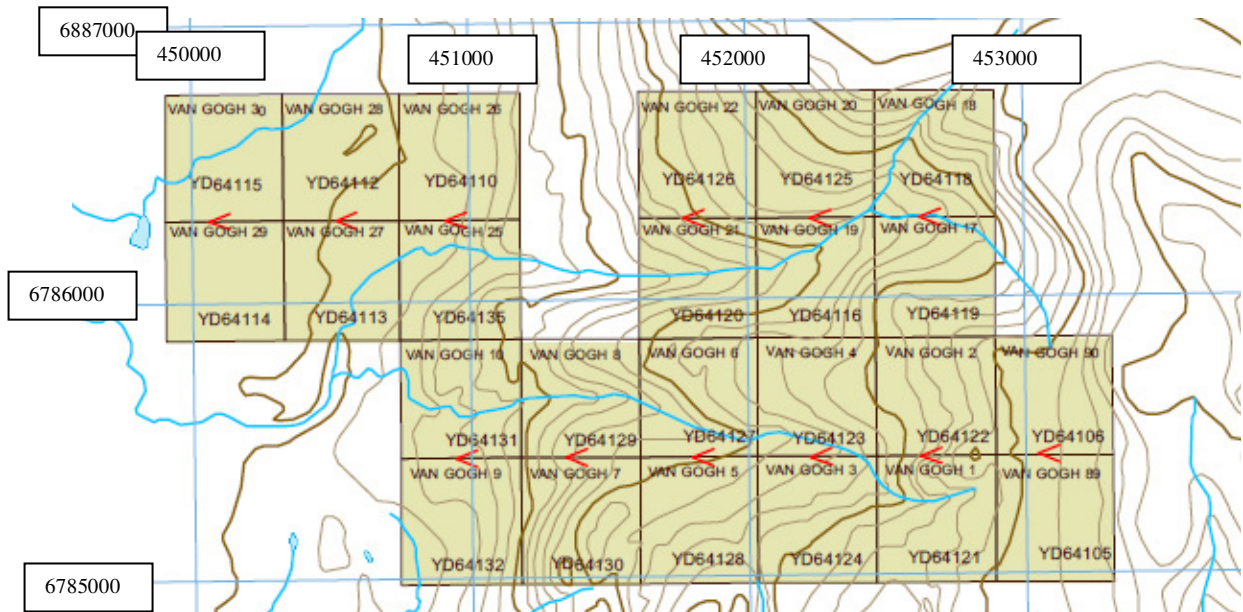 6887000
450000
451000
452000
453000
VAN GOGH 30 VAN GOGH 28 VAN GOGH 26 VAN GOGH 22 VAN GOGH 20 VAN GOGH 18
YD64115 YD64112 YD64110 YD64126 YD64125 YD64118
VAN GOGH 29 VAN GOGH 27 VAN GOGH 25 VAN GOGH 21 VAN GOGH 19 VAN GOGH 17
6786000
YD64114 YD64113 YD64135 YD64120 YD64116 YD64119
VAN GOGH 10 VAN GOGH 8 VAN GOGH 6 VAN GOGH 4 VAN GOGH 2 VAN GOGH 90
YD64131 YD64129 YD64127 YD64123 YD64122 YD64106
VAN GOGH 9 VAN GOGH 7 VAN GOGH 5 VAN GOGH 3 VAN GOGH 1 VAN GOGH 89
YD64132 YD64130 YD64128 YD64124 YD64121 YD64105
6785000